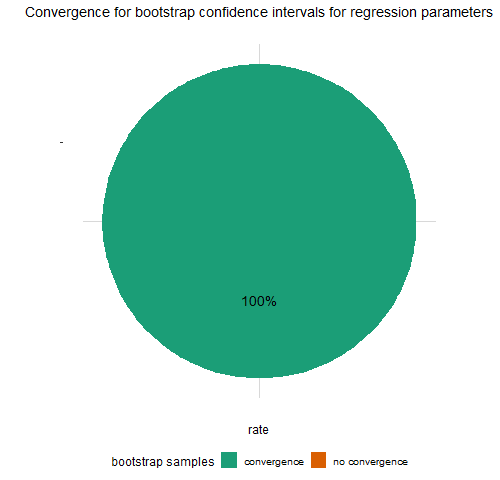 Convergence for bootstrap confidence intervals for regression parameters
-
100%
rate
bootstrap samples convergence no convergence